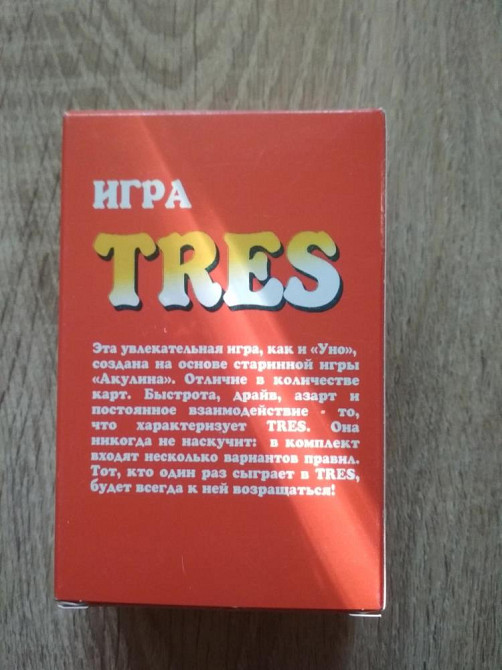 ИГРА
TRES
Эта увлекательная игра, как и «Уно»,
создана на основе старинной игры
«Акулина». Отличие в количестве
карт. Быстрота, драйв, азарт и
постоянное взаимодействие - то,
что характеризует TRES. Она
никогда не наскучит: в комплект
входят несколько вариантов правил.
Тот, кто один раз сыграет в TRES,
будет всегда к ней возращаться!